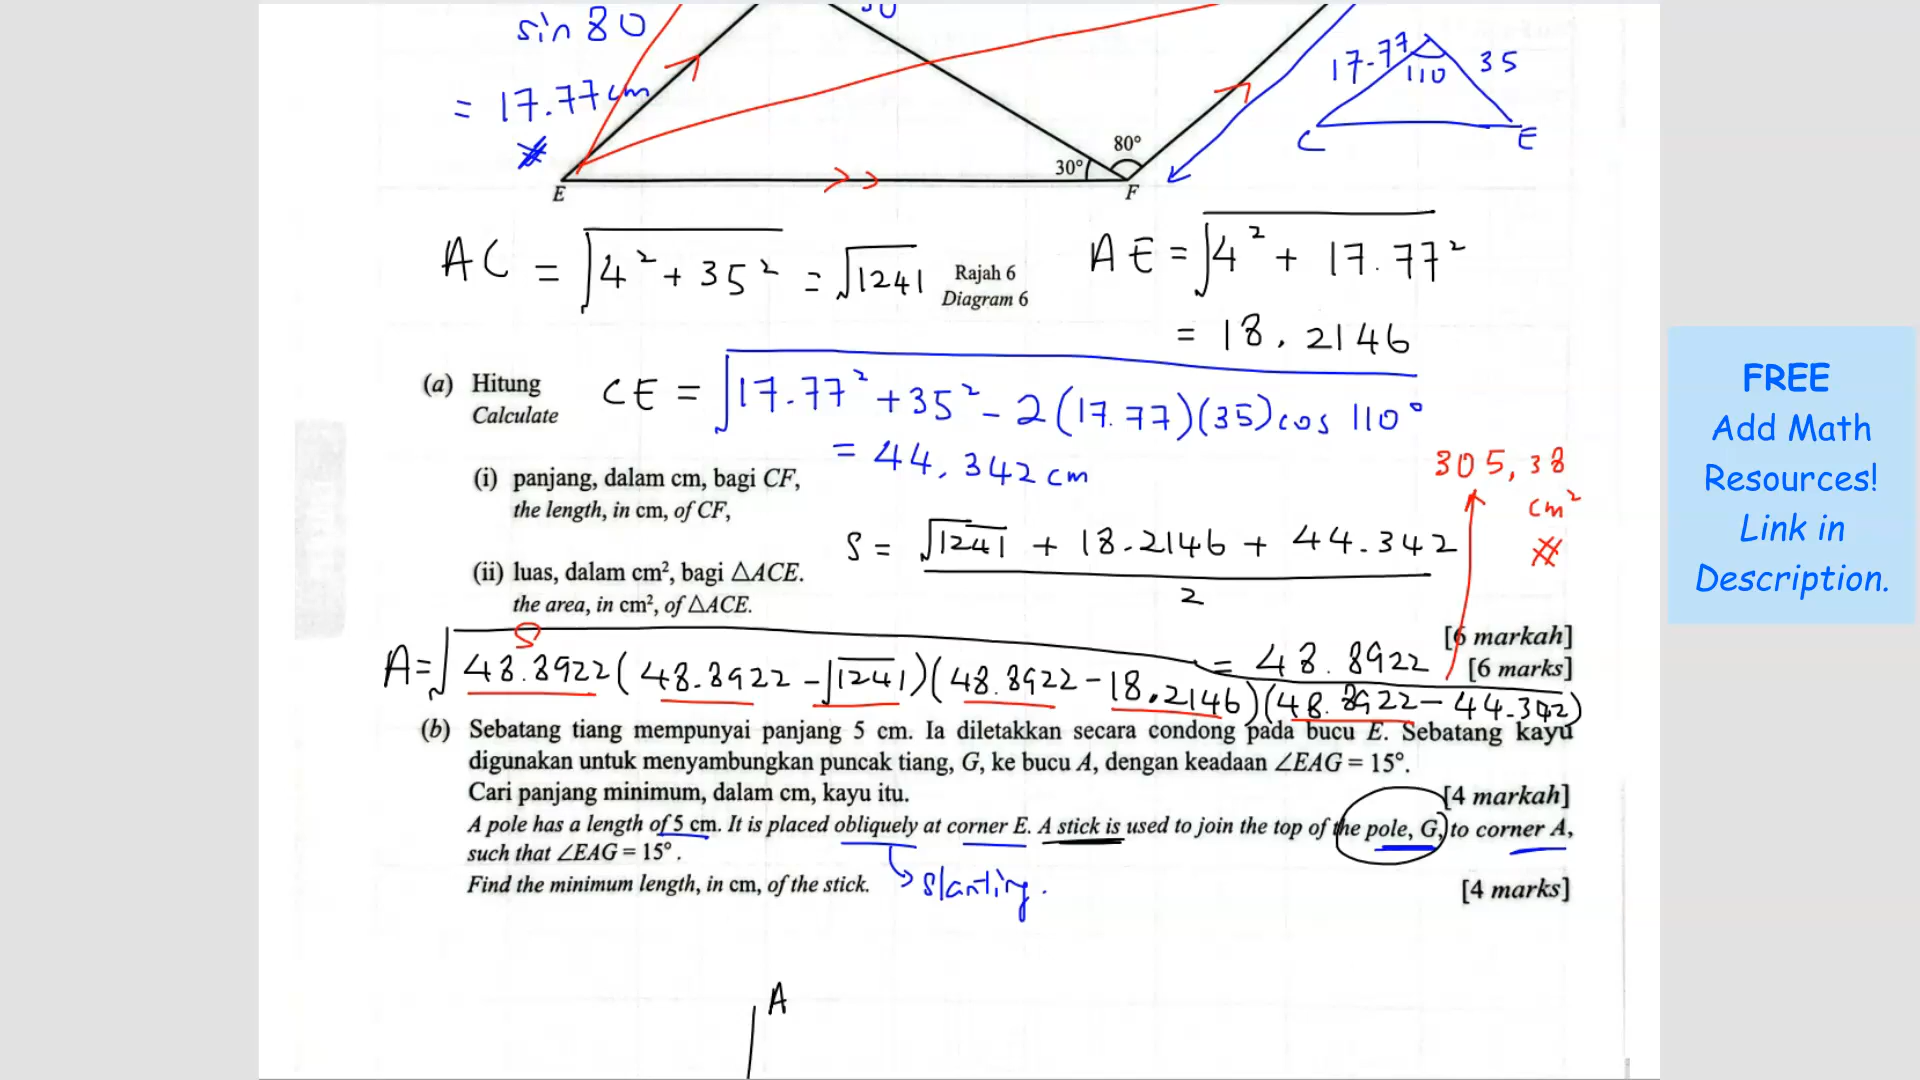 sin 80
= 17.77 cm
*
17.77
110
35
C
E
80°
30°
E
F
AC = √4² + 35² = √1241
Rajah 6
Diagram 6
AE = √4² + 17.77²
= 18.2146
(a) Hitung
Calculate
CE = √17.77² + 35² - 2(17.77)(35) cos 110°
= 44.342 cm
(i) panjang, dalam cm, bagi CF,
the length, in cm, of CF,
305.38
cm²
S = √1241 + 18.2146 + 44.342
2
(ii) luas, dalam cm², bagi △ACE.
the area, in cm², of △ACE.
[6 markah]
= 48.8922
[6 marks]
S
A = √48.8922(48.8922 - √1241)(48.8922 - 18.2146)(48.8922 - 44.342)
(b) Sebatang tiang mempunyai panjang 5 cm. Ia diletakkan secara condong pada bucu E. Sebatang kayu
digunakan untuk menyambungkan puncak tiang, G, ke bucu A, dengan keadaan ∠EAG = 15°.
Cari panjang minimum, dalam cm, kayu itu. [4 markah]
A pole has a length of 5 cm. It is placed obliquely at corner E. A stick is used to join the top of the pole, G, to corner A,
such that ∠EAG = 15°.
Find the minimum length, in cm, of the stick. [4 marks]
slanting.
A
FREE
Add Math
Resources!
Link in
Description.